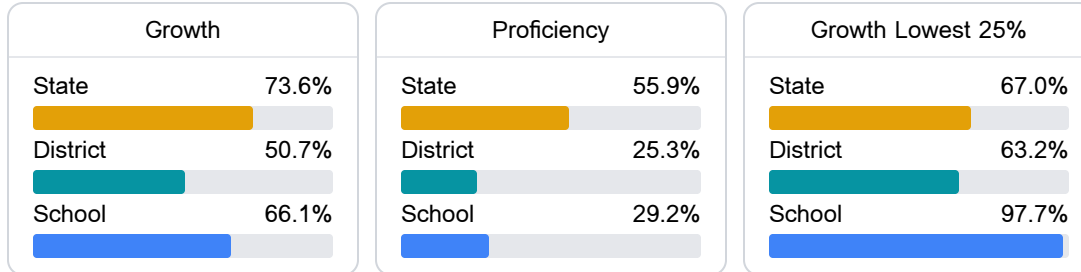 Growth
State 73.6%
District 50.7%
School 66.1%
Proficiency
State 55.9%
District 25.3%
School 29.2%
Growth Lowest 25%
State 67.0%
District 63.2%
School 97.7%